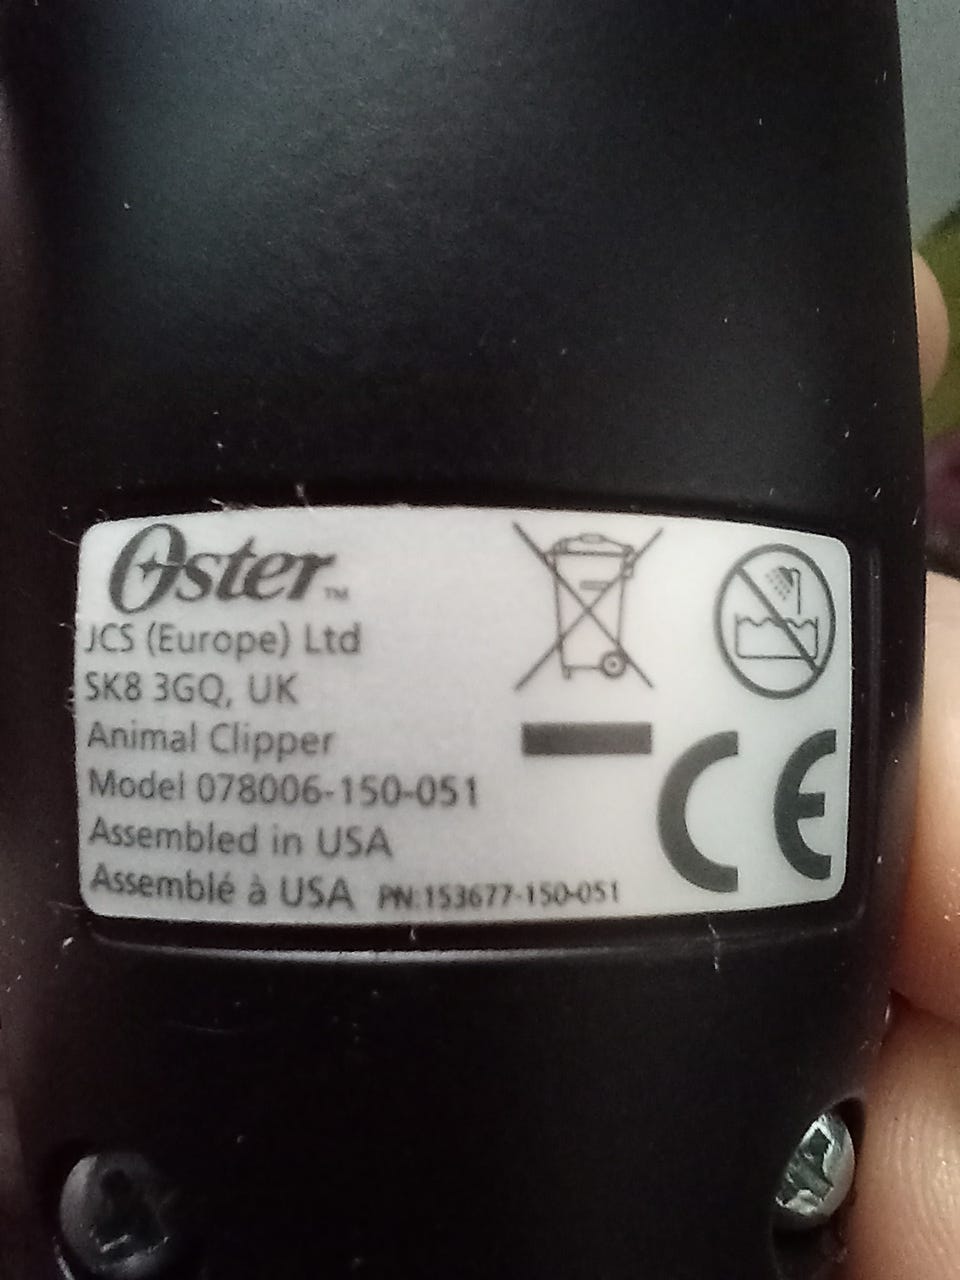 Oster™
JCS (Europe) Ltd
SK8 3GQ, UK
Animal Clipper
Model 078006-150-051
Assembled in USA
Assemblé à USA PN:153677-150-051
CE